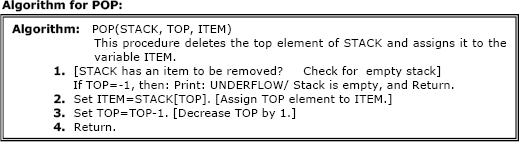 Algorithm for POP:
Algorithm: POP(STACK, TOP, ITEM)
This procedure deletes the top element of STACK and assigns it to the
variable ITEM.
1. [STACK has an item to be removed? Check for empty stack]
If TOP=-1, then: Print: UNDERFLOW/ Stack is empty, and Return.
2. Set ITEM=STACK[TOP]. [Assign TOP element to ITEM.]
3. Set TOP=TOP-1. [Decrease TOP by 1.]
4. Return.